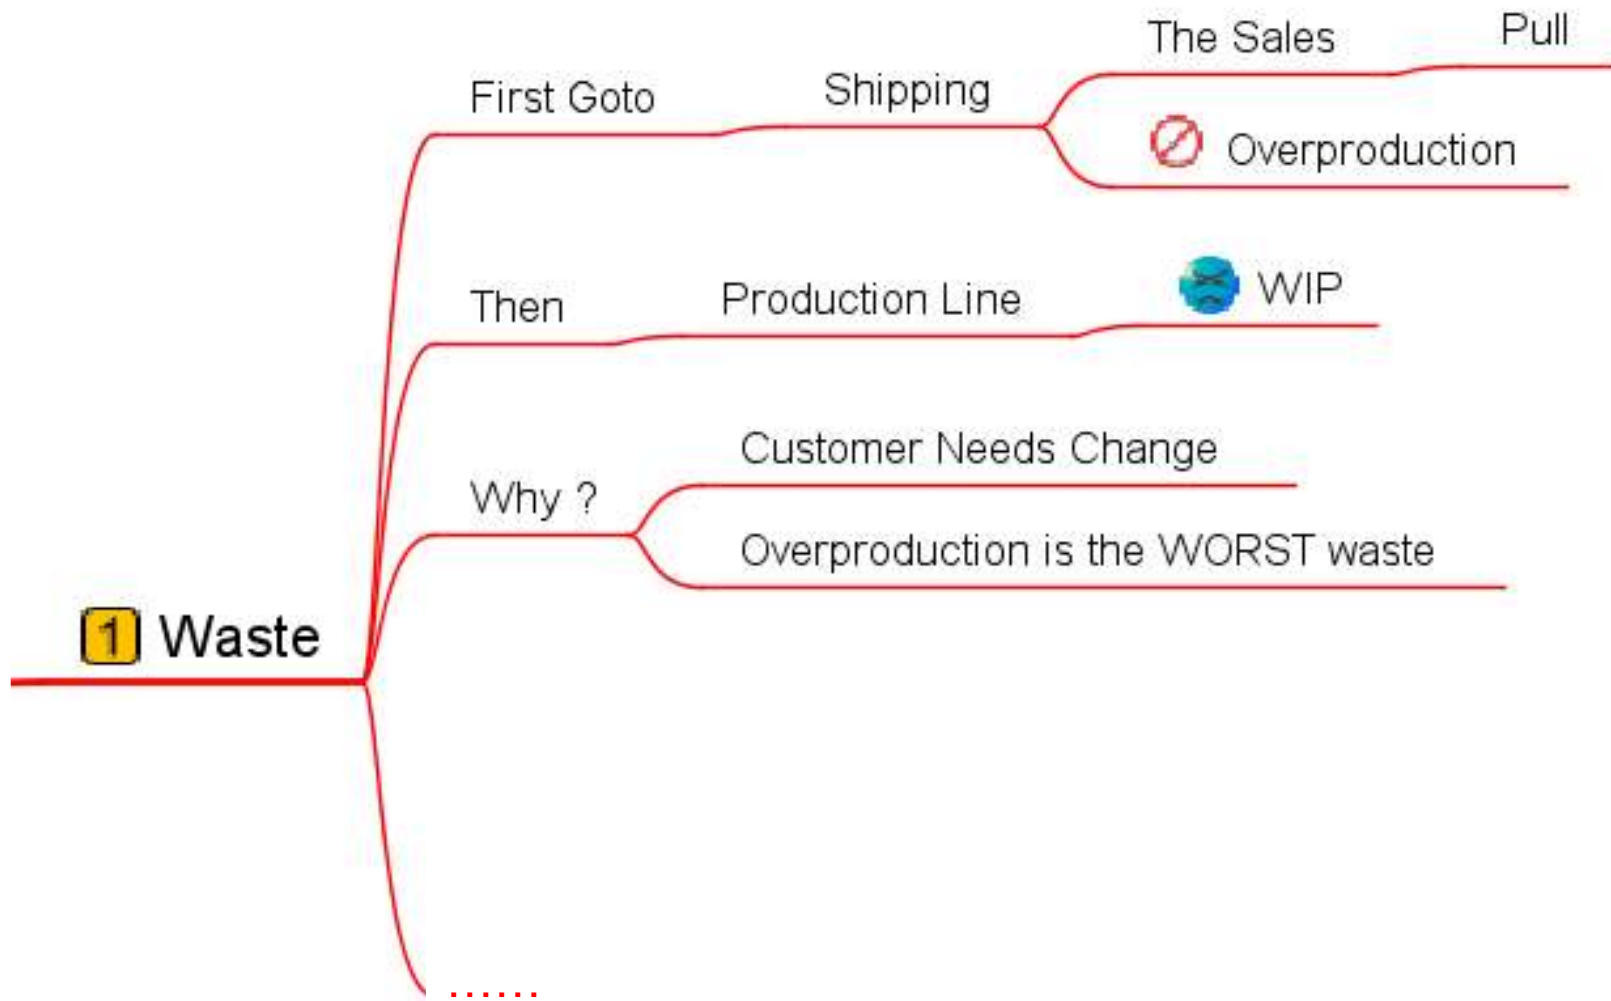 The Sales
Pull
First Goto
Shipping
Overproduction
Then
Production Line
WIP
Customer Needs Change
Why ?
Overproduction is the WORST waste
1 Waste
......